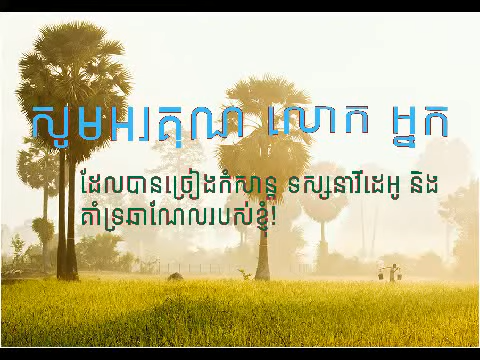 សូមអរគុណ លោក អ្នក
ដែលបានច្រៀងកំសាន្ត ទស្សនាវីដេអូ និង
គាំទ្រឆាណែលរបស់ខ្ញុំ!